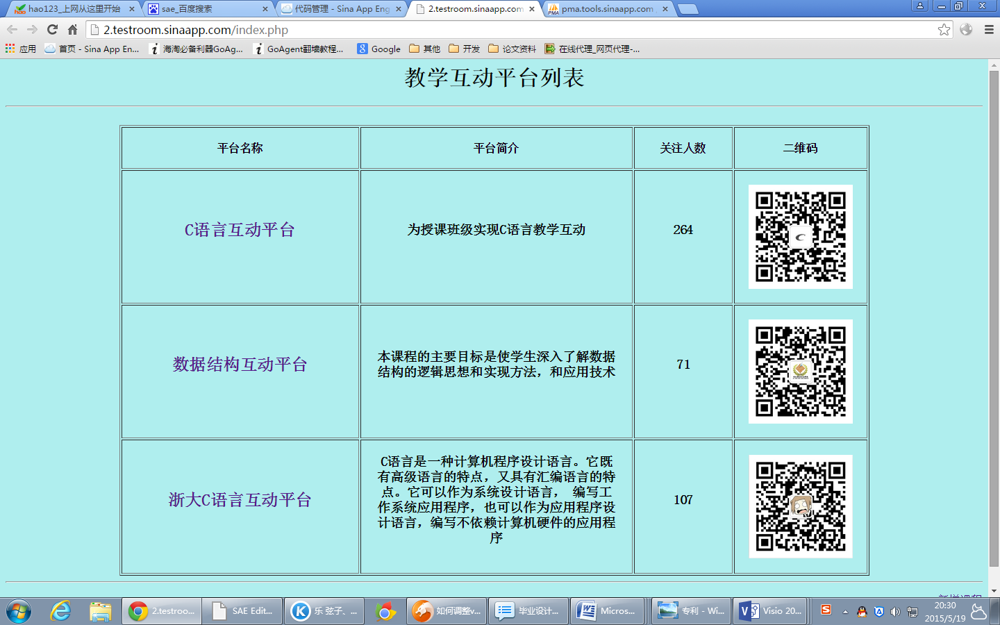 hao123_上网从这里开始
sae_百度搜索
代码管理 - Sina App Eng
2.testroom.sinaapp.com
pma.tools.sinaapp.com
2.testroom.sinaapp.com/index.php
应用
首页 - Sina App En...
海淘必备利器GoAg...
GoAgent翻墙教程...
Google
其他
开发
论文资料
在线代理_网页代理-...
教学互动平台列表
平台名称 平台简介 关注人数 二维码
C语言互动平台
为授课班级实现C语言教学互动
264
数据结构互动平台
本课程的主要目标是使学生深入了解数据
结构的逻辑思想和实现方法，和应用技术
71
浙大C语言互动平台
C语言是一种计算机程序设计语言。它既
有高级语言的特点，又具有汇编语言的特
点。它可以作为系统设计语言， 编写工
作系统应用程序，也可以作为应用程序设
计语言，编写不依赖计算机硬件的应用程
序
107
2.testroo...
SAE Edit...
乐 弦子、...
如何调整v...
毕业设计...
Micros...
专利 - Wi...
Visio 20...
20:30
2015/5/19